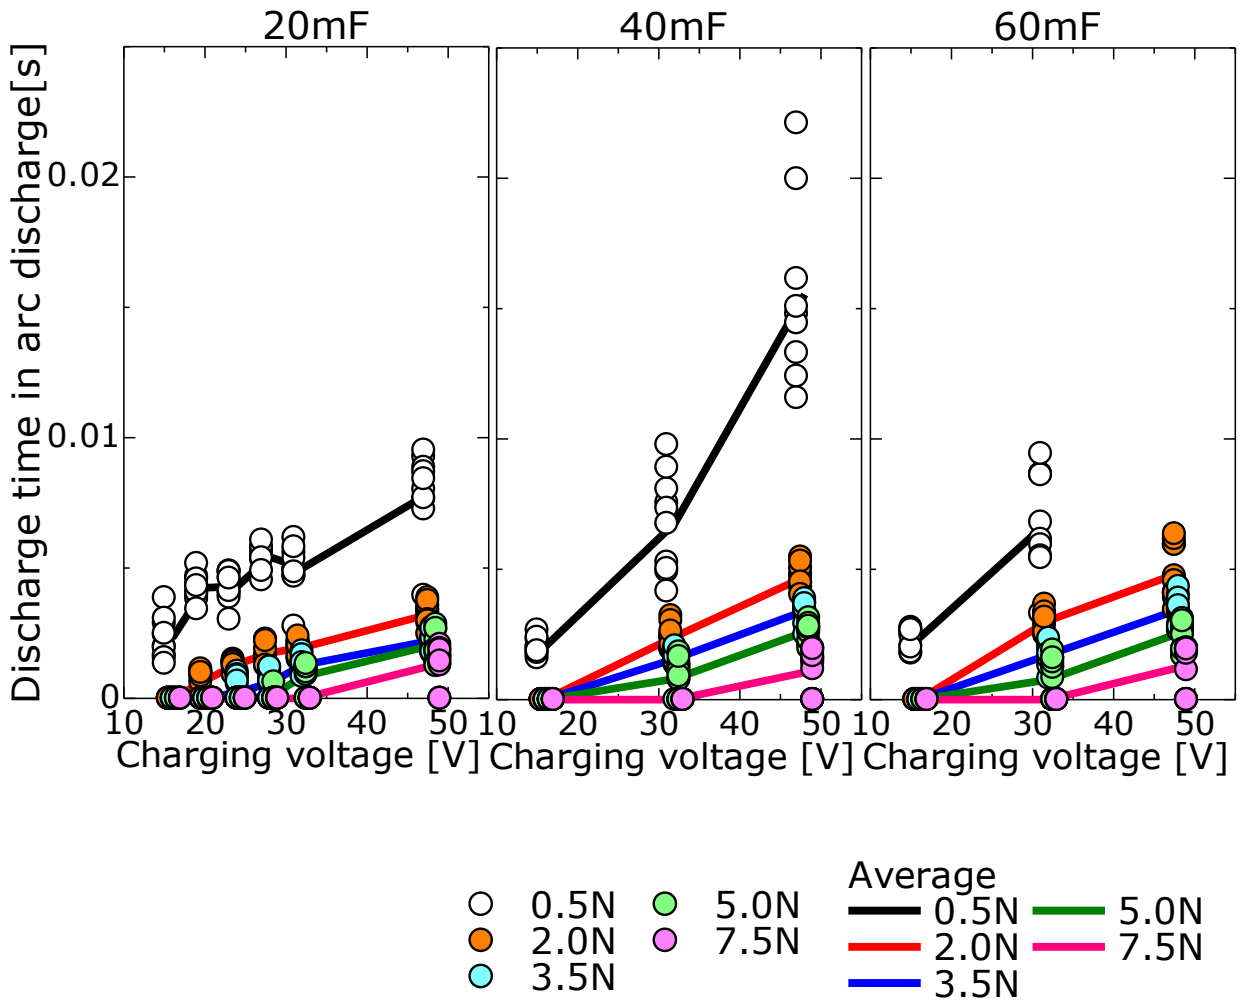 20mF 40mF 60mF
Discharge time in arc discharge[s]
0.02
0.01
0
10 20 30 40 50 10 20 30 40 50 10 20 30 40 50
Charging voltage [V] Charging voltage [V] Charging voltage [V]
Average
0.5N 5.0N 0.5N 5.0N
2.0N 7.5N 2.0N 7.5N
3.5N 3.5N